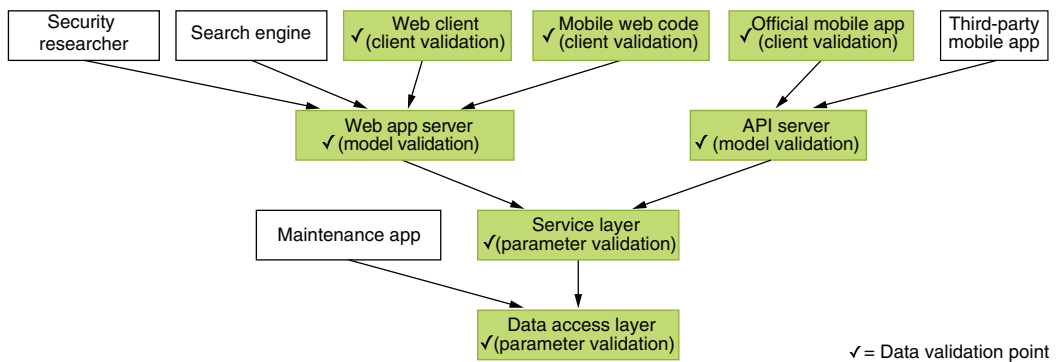 Security
researcher
Search engine
Web client
✓(client validation)
Mobile web code
✓(client validation)
Official mobile app
✓(client validation)
Third-party
mobile app
Web app server
✓(model validation)
API server
✓(model validation)
Service layer
✓(parameter validation)
Maintenance app
Data access layer
✓(parameter validation)
✓= Data validation point